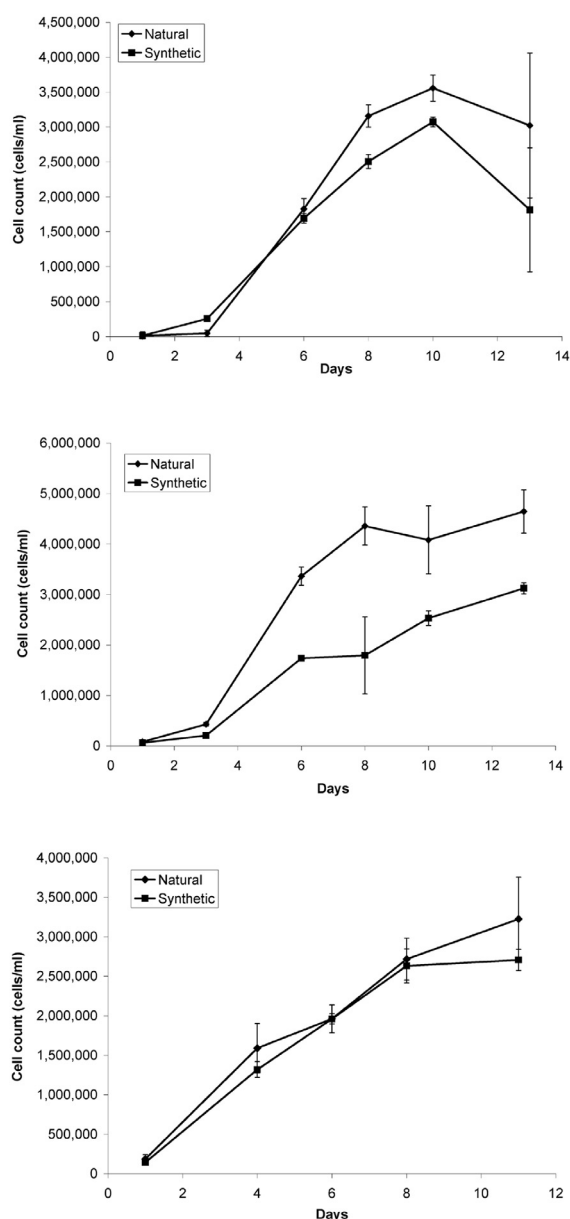 4,500,000
4,000,000
3,500,000
3,000,000
2,500,000
2,000,000
1,500,000
1,000,000
500,000
0
Cell count (cells/ml)
Natural
Synthetic
0 2 4 6 8 10 12 14
Days
6,000,000
5,000,000
4,000,000
3,000,000
2,000,000
1,000,000
0
Cell count (cells/ml)
Natural
Synthetic
0 2 4 6 8 10 12 14
Days
4,000,000
3,500,000
3,000,000
2,500,000
2,000,000
1,500,000
1,000,000
500,000
0
Cell count (cells/ml)
Natural
Synthetic
0 2 4 6 8 10 12
Days